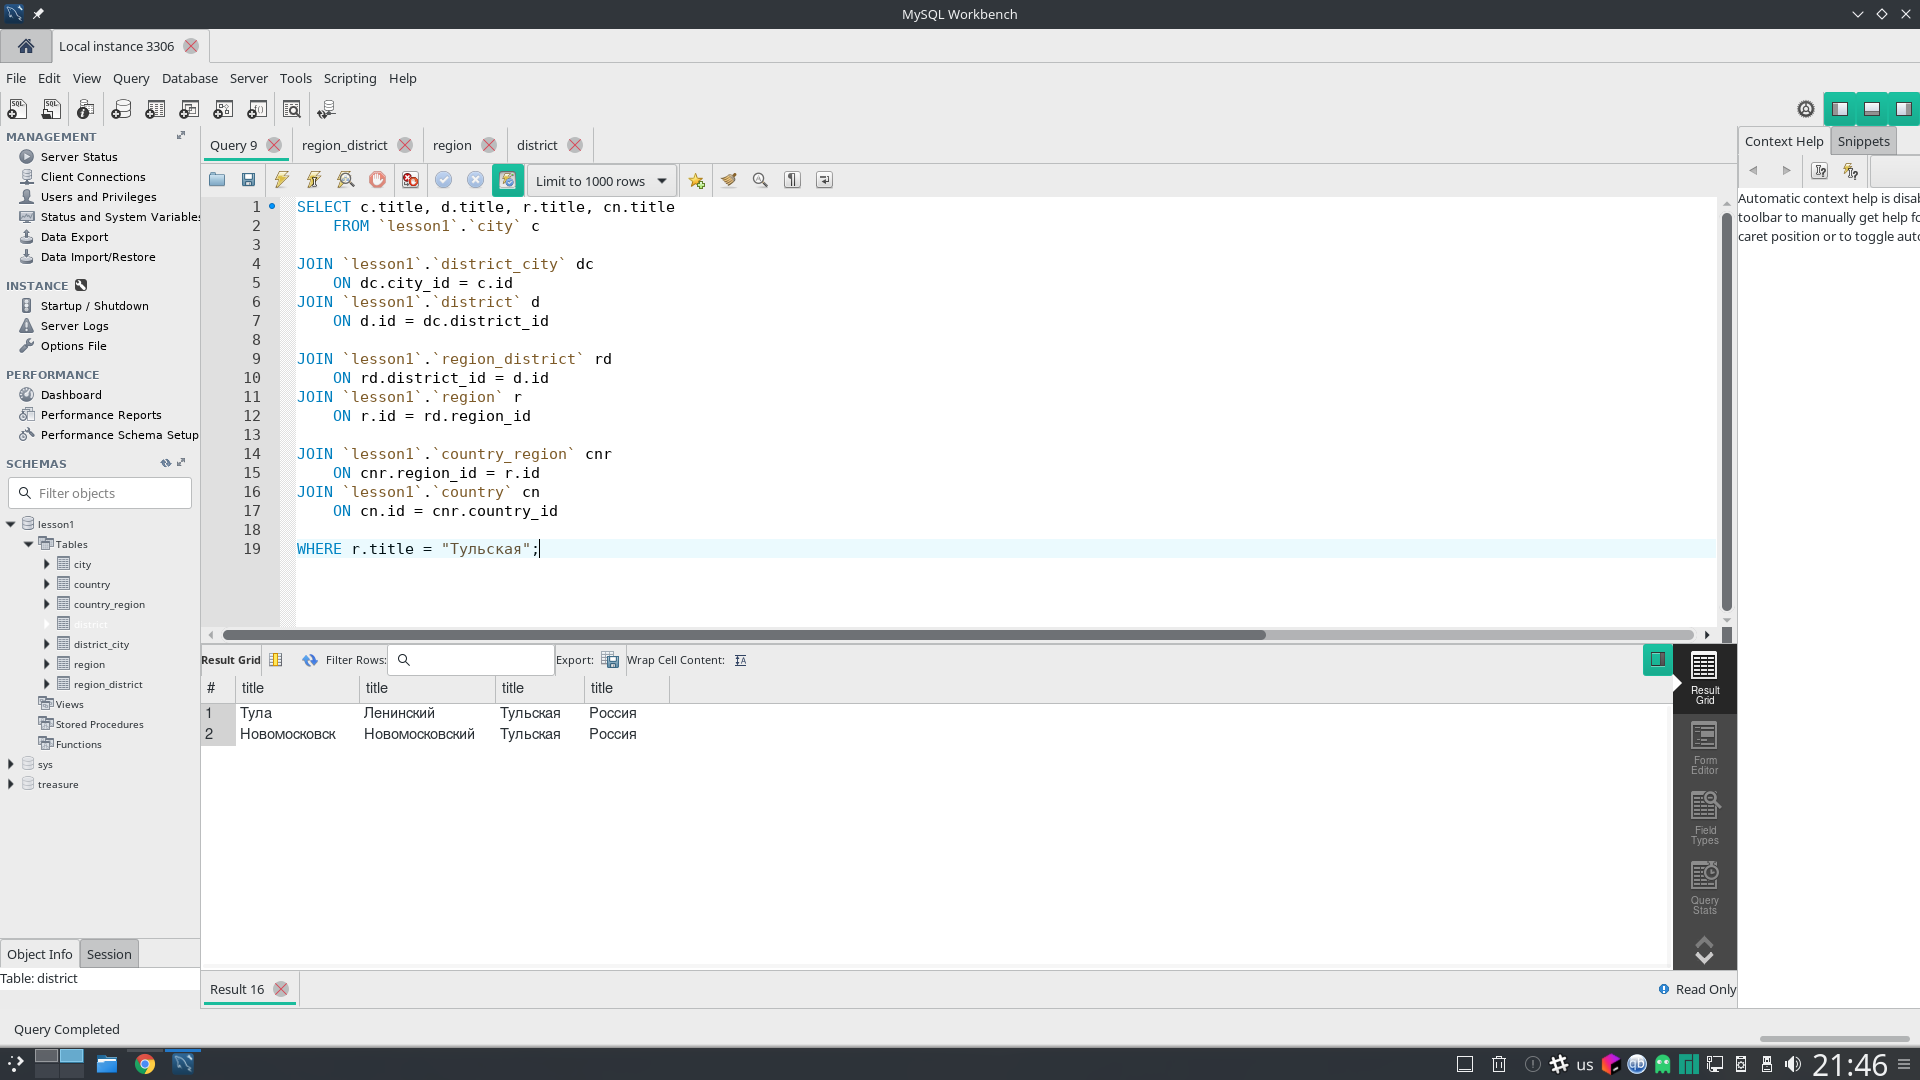 MySQL Workbench
Local instance 3306
File Edit View Query Database Server Tools Scripting Help
MANAGEMENT
Server Status
Client Connections
Users and Privileges
Status and System Variables
Data Export
Data Import/Restore
INSTANCE
Startup / Shutdown
Server Logs
Options File
PERFORMANCE
Dashboard
Performance Reports
Performance Schema Setup
SCHEMAS
Filter objects
lesson1
Tables
city
country
country_region
district
district_city
region
region_district
Views
Stored Procedures
Functions
sys
treasure
Object Info Session
Table: district
Query 9 region_district region district
Limit to 1000 rows
1 SELECT c.title, d.title, r.title, cn.title
2 FROM `lesson1`.`city` c
3
4 JOIN `lesson1`.`district_city` dc
5 ON dc.city_id = c.id
6 JOIN `lesson1`.`district` d
7 ON d.id = dc.district_id
8
9 JOIN `lesson1`.`region_district` rd
10 ON rd.district_id = d.id
11 JOIN `lesson1`.`region` r
12 ON r.id = rd.region_id
13
14 JOIN `lesson1`.`country_region` cnr
15 ON cnr.region_id = r.id
16 JOIN `lesson1`.`country` cn
17 ON cn.id = cnr.country_id
18
19 WHERE r.title = "Тульская";
Result Grid Filter Rows: Export: Wrap Cell Content:
# title title title title
1 Тула Ленинский Тульская Россия
2 Новомосковск Новомосковский Тульская Россия
Result
Grid
Form
Editor
Field
Types
Query
Stats
Result 16
Read Only
Context Help Snippets
Automatic context help is disab
toolbar to manually get help fo
caret position or to toggle auto
Query Completed
us
21:46